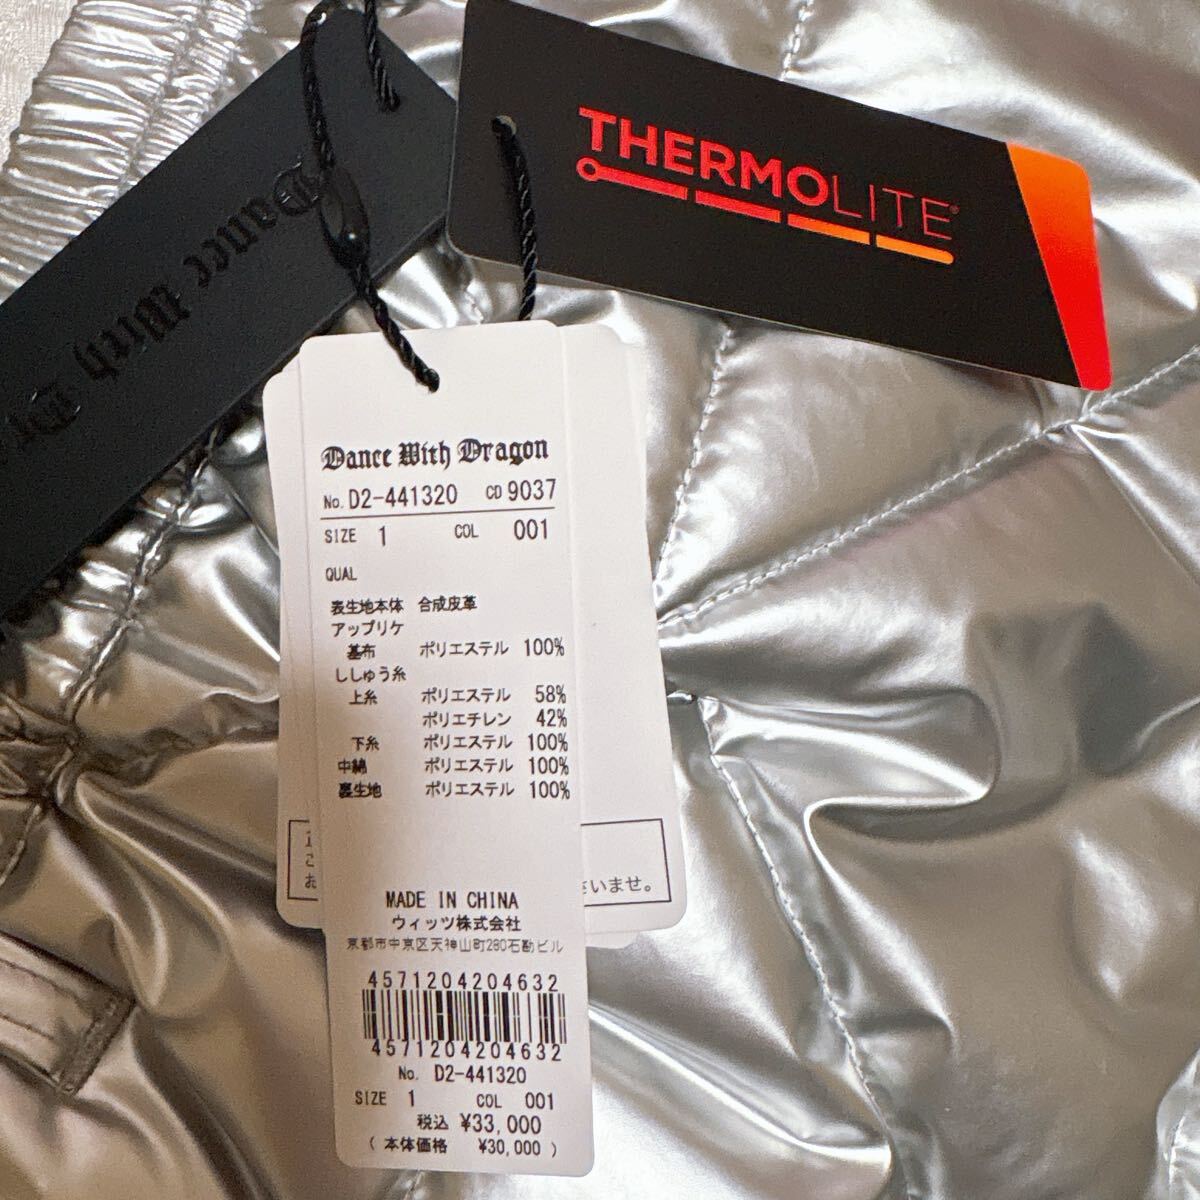 Dance With Dr
THERMOLITE®
Dance With Dragon
No. D2-441320 CD 9037
SIZE 1 COL 001
QUAL
表生地本体 合成皮革
アップリケ
基布 ポリエステル 100%
ししゅう糸
上糸 ポリエステル 58%
ポリエチレン 42%
下糸 ポリエステル 100%
中綿 ポリエステル 100%
裏生地 ポリエステル 100%
お さいませ。
MADE IN CHINA
ウィッツ株式会社
京都市中京区天神山町280石勘ビル
4571204204632
4571204204632
No. D2-441320
SIZE 1 COL 001
税込 ¥33,000
( 本体価格 ¥30,000 )